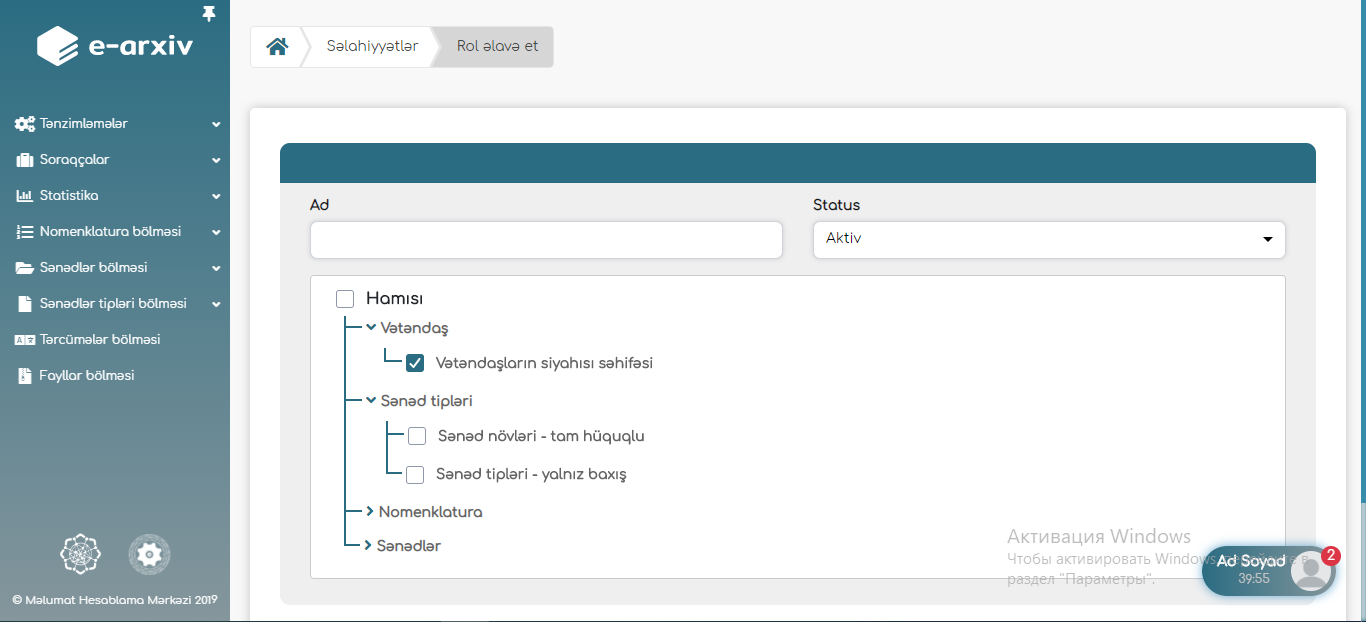 e-arxiv
Tənzimləmələr
Soraqçalar
Statistika
Nomenklatura bölməsi
Sənədlər bölməsi
Sənədlər tipləri bölməsi
Tərcümələr bölməsi
Fayllar bölməsi
© Məlumat Hesablama Mərkəzi 2019
Səlahiyyətlər
Rol əlavə et
Ad
Status
Aktiv
Hamısı
Vətəndaş
Vətəndaşların siyahısı səhifəsi
Sənəd tipləri
Sənəd növləri - tam hüquqlu
Sənəd tipləri - yalnız baxış
Nomenklatura
Sənədlər
Активация Windows
Чтобы активировать Windows, в
раздел "Параметры".
Ad Soyad
39:55
2